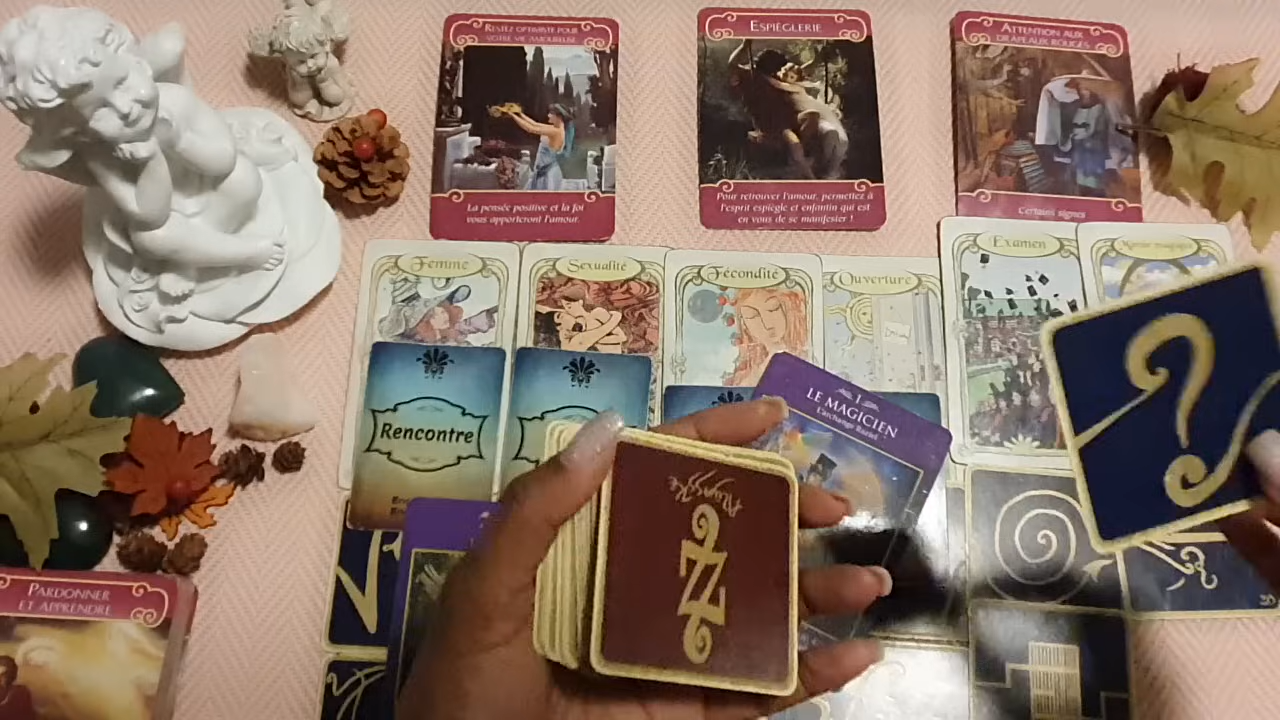 RESTEZ OPTIMISTE POUR
VOTRE VIE AMOUREUSE
La pensée positive et la foi
vous apporteront l'amour.
ESPIÈGLERIE
Pour retrouver l'amour, permettez à
l'esprit espiègle et enfantin qui est
en vous de se manifester !
ATTENTION AUX
DRAPEAUX ROUGES
Certains signes
Femme
Sexualité
Fécondité
Ouverture
Examen
Miroir magique
Rencontre
I
LE MAGICIEN
L'archange Raziel
?
PARDONNER
ET APPRENDRE